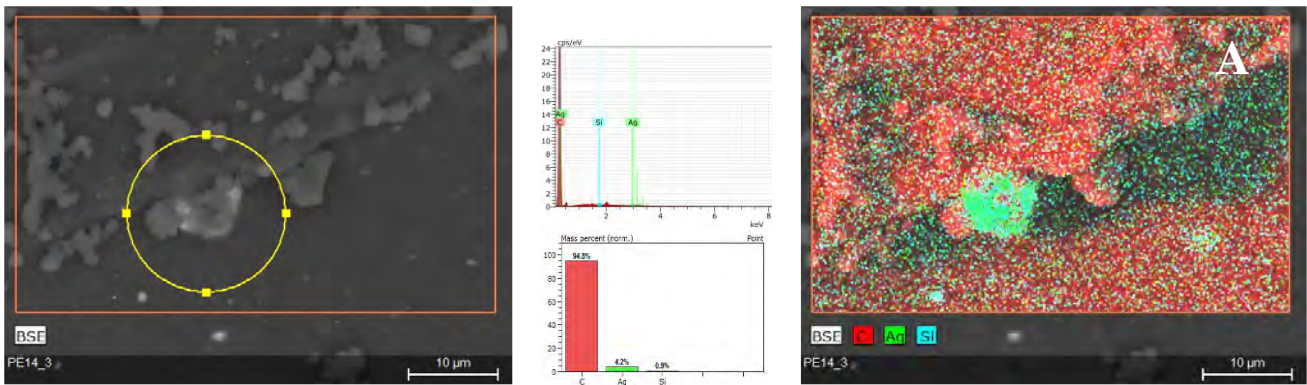 BSE
PE14_3
10 µm
cps/eV
24
22
20
18
16
14
12
10
8
6
4
2
0
Ag
C
Si
Ag
2
4
6
8
keV
Mass percent (norm.)
Point
100
80
60
40
20
0
94.8%
4.2%
0.9%
C
Ag
Si
A
BSE
C
Ag
Si
PE14_3
10 µm